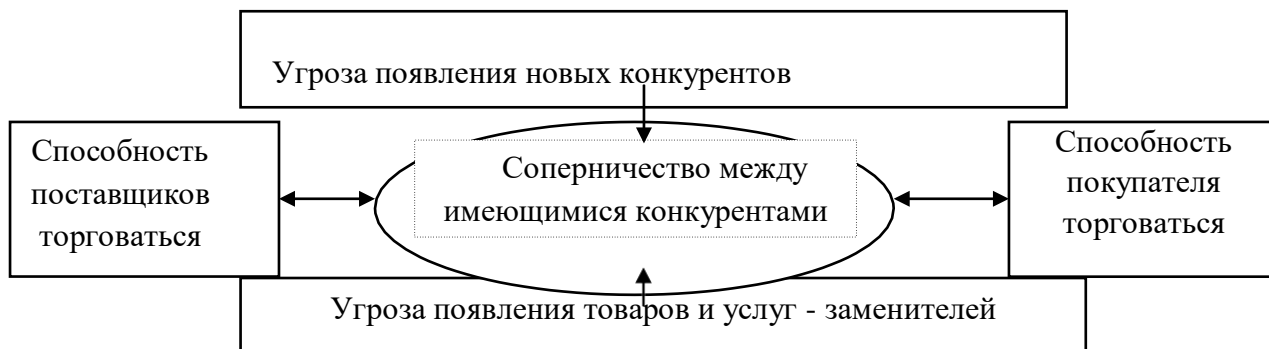 Угроза появления новых конкурентов
Способность
поставщиков
торговаться
Соперничество между
имеющимися конкурентами
Способность
покупателя
торговаться
Угроза появления товаров и услуг - заменителей